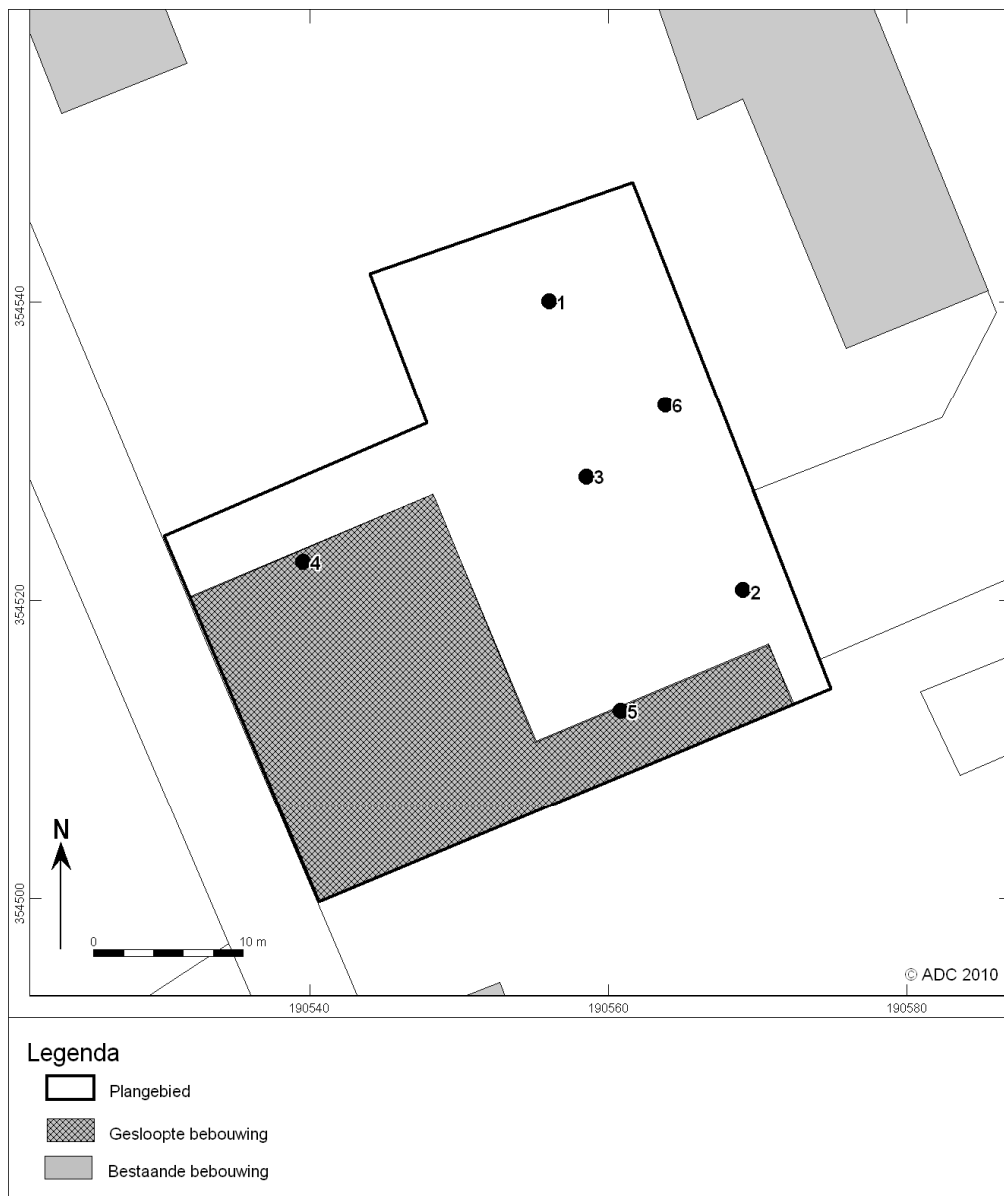 354540
1
6
3
4
2
354520
5
N
354500
0 10 m
© ADC 2010
190540 190560 190580
Legenda
Plangebied
Gesloopte bebouwing
Bestaande bebouwing